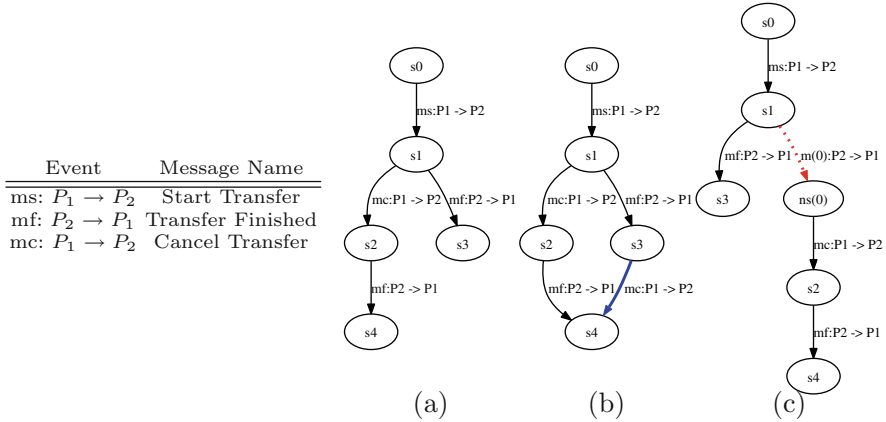 Event Message Name
ms: P1 → P2 Start Transfer
mf: P2 → P1 Transfer Finished
mc: P1 → P2 Cancel Transfer
s0
ms:P1 -> P2
s1
mc:P1 -> P2
mf:P2 -> P1
s2
s3
mf:P2 -> P1
s4
(a)
s0
ms:P1 -> P2
s1
mc:P1 -> P2
mf:P2 -> P1
s2
s3
mf:P2 -> P1
mc:P1 -> P2
s4
(b)
s0
ms:P1 -> P2
s1
mf:P2 -> P1
m(0):P2 -> P1
s3
ns(0)
mc:P1 -> P2
s2
mf:P2 -> P1
s4
(c)